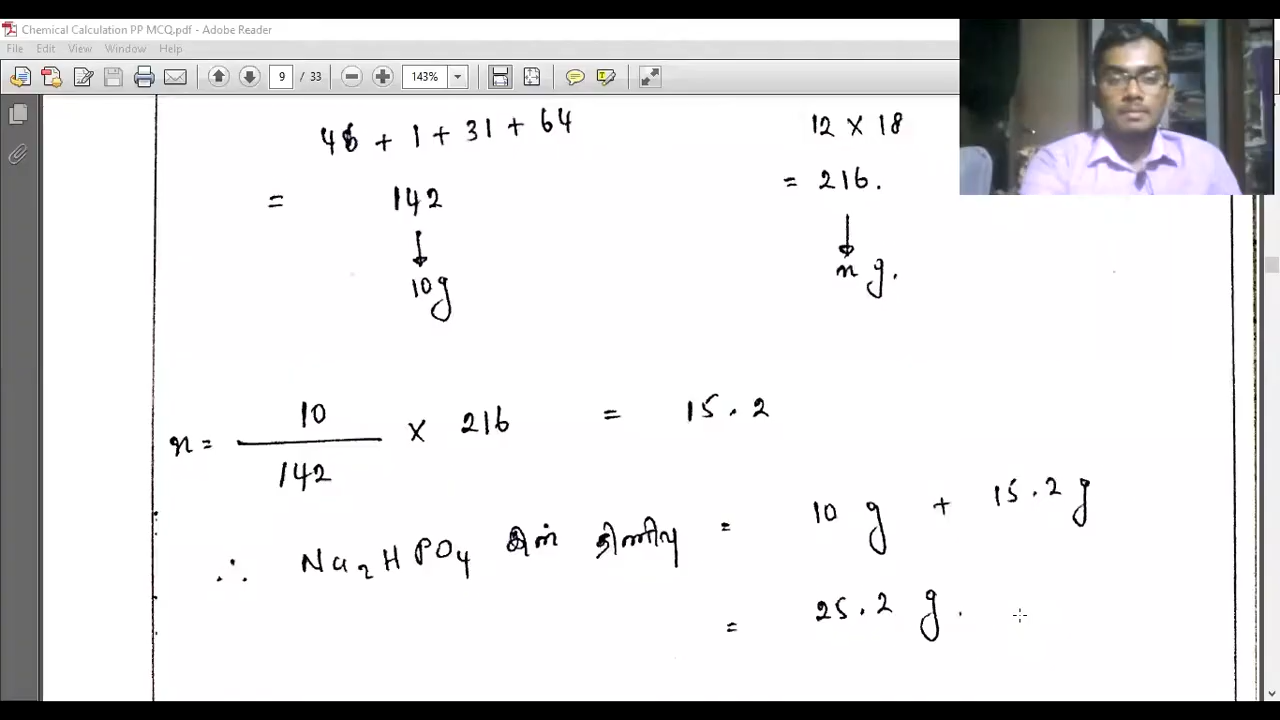 Chemical Calculation PP MCQ.pdf - Adobe Reader
File Edit View Window Help
9 / 33 143%
46 + 1 + 31 + 64
12 × 18
= 142
= 216.
↓
↓
10g
n g.
n = 10/142 × 216 = 15.2
∴ Na₂HPO₄ இன் திணிவு = 10 g + 15.2 g
= 25.2 g.